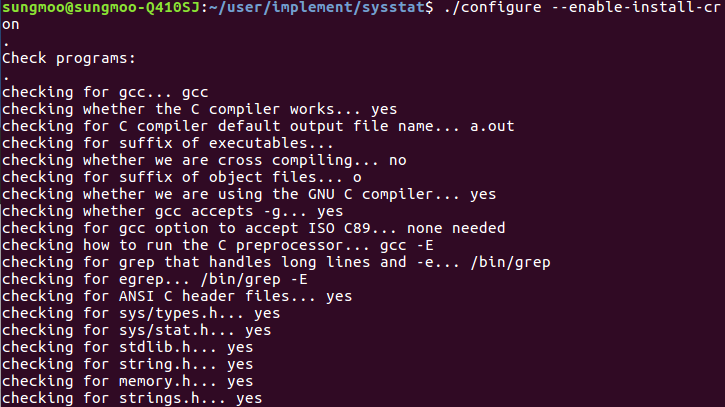 sungmoo@sungmoo-Q410SJ:~/user/implement/sysstat$ ./configure --enable-install-cr
on
.
Check programs:
.
checking for gcc... gcc
checking whether the C compiler works... yes
checking for C compiler default output file name... a.out
checking for suffix of executables...
checking whether we are cross compiling... no
checking for suffix of object files... o
checking whether we are using the GNU C compiler... yes
checking whether gcc accepts -g... yes
checking for gcc option to accept ISO C89... none needed
checking how to run the C preprocessor... gcc -E
checking for grep that handles long lines and -e... /bin/grep
checking for egrep... /bin/grep -E
checking for ANSI C header files... yes
checking for sys/types.h... yes
checking for sys/stat.h... yes
checking for stdlib.h... yes
checking for string.h... yes
checking for memory.h... yes
checking for strings.h... yes